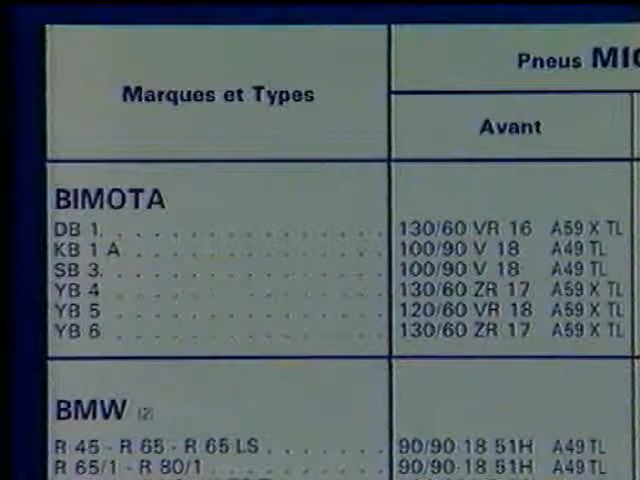 Marques et Types
Pneus
Avant
BIMOTA
DB 1. . . . . . . . . . . . . . . 130/60 VR 16 A59 X TL
KB 1 A . . . . . . . . . . . . . . 100/90 V 18 A49 TL
SB 3. . . . . . . . . . . . . . . 100/90 V 18 A49 TL
YB 4 . . . . . . . . . . . . . . . 130/60 ZR 17 A59 X TL
YB 5 . . . . . . . . . . . . . . . 120/60 VR 18 A59 X TL
YB 6 . . . . . . . . . . . . . . . 130/60 ZR 17 A59 X TL
BMW (2)
R 45 - R 65 - R 65 LS . . . . . . . 90/90-18 51H A49 TL
R 65/1 - R 80/1 . . . . . . . . . . 90/90-18 51H A49 TL